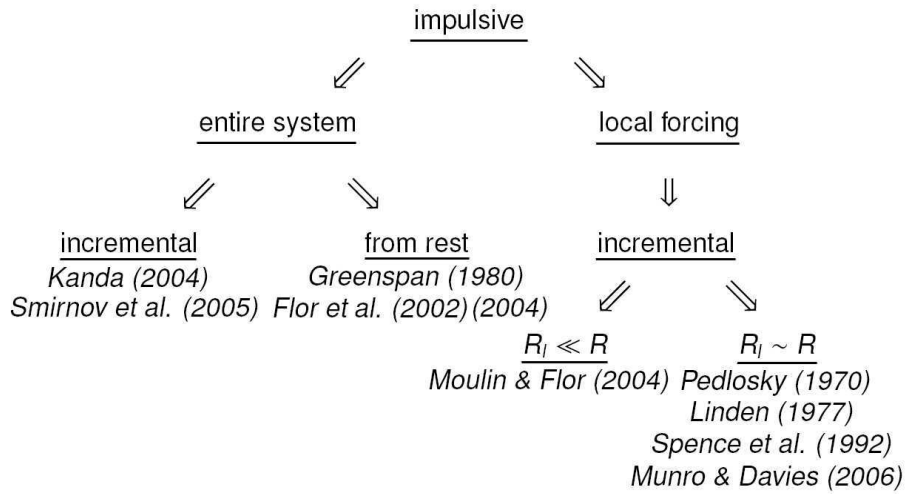 impulsive
entire system
local forcing
incremental
Kanda (2004)
Smirnov et al. (2005)
from rest
Greenspan (1980)
Flor et al. (2002) (2004)
incremental
R_l ≪ R
Moulin & Flor (2004)
R_l ~ R
Pedlosky (1970)
Linden (1977)
Spence et al. (1992)
Munro & Davies (2006)